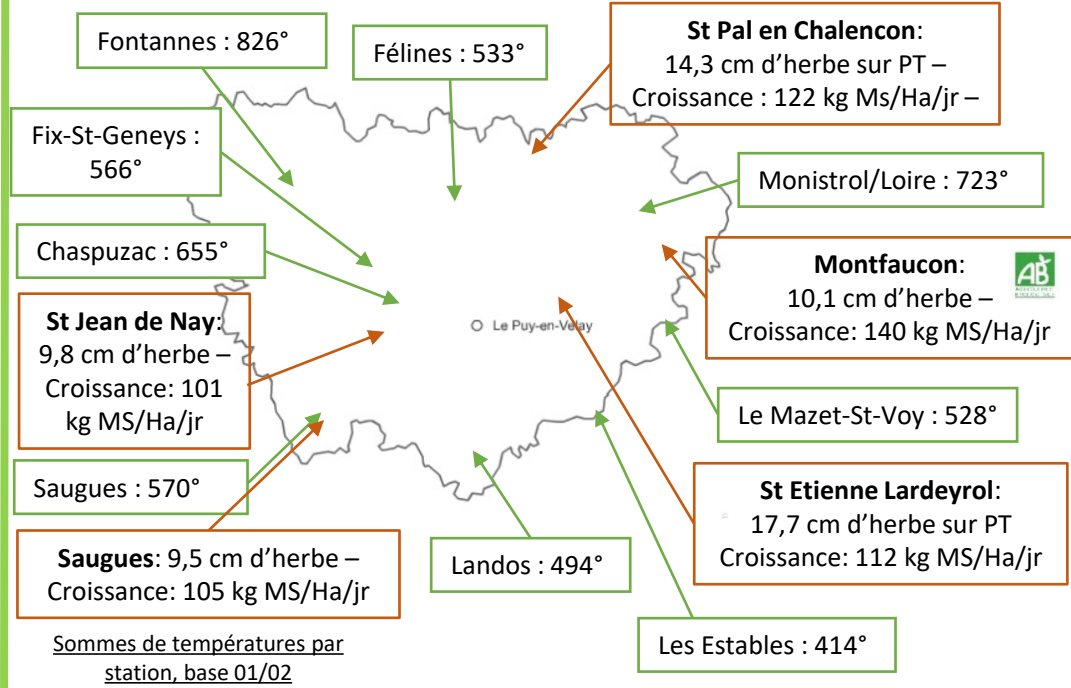 Fontannes : 826°
Félines : 533°
St Pal en Chalencon:
14,3 cm d’herbe sur PT –
Croissance : 122 kg Ms/Ha/jr –
Fix-St-Geneys :
566°
Monistrol/Loire : 723°
Chaspuzac : 655°
Montfaucon:
10,1 cm d’herbe –
Croissance: 140 kg MS/Ha/jr
AB
St Jean de Nay:
9,8 cm d’herbe –
Croissance: 101
kg MS/Ha/jr
Le Puy-en-Velay
Le Mazet-St-Voy : 528°
Saugues : 570°
St Etienne Lardeyrol:
17,7 cm d’herbe sur PT
Croissance: 112 kg MS/Ha/jr
Saugues: 9,5 cm d’herbe –
Croissance: 105 kg MS/Ha/jr
Landos : 494°
Les Estables : 414°
Sommes de températures par
station, base 01/02